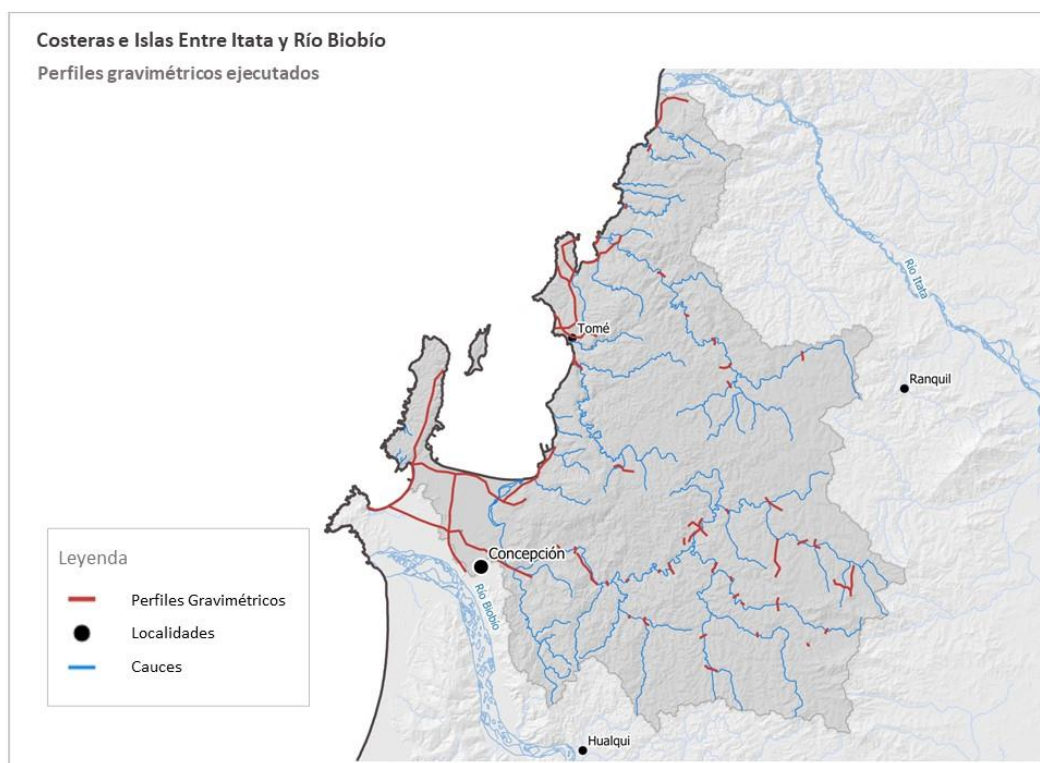 Costeras e Islas Entre Itata y Río Biobío
Perfiles gravimétricos ejecutados
Río Itata
Tomé
Ranquil
Concepción
Río Biobío
Hualqui
Leyenda
Perfiles Gravimétricos
Localidades
Cauces